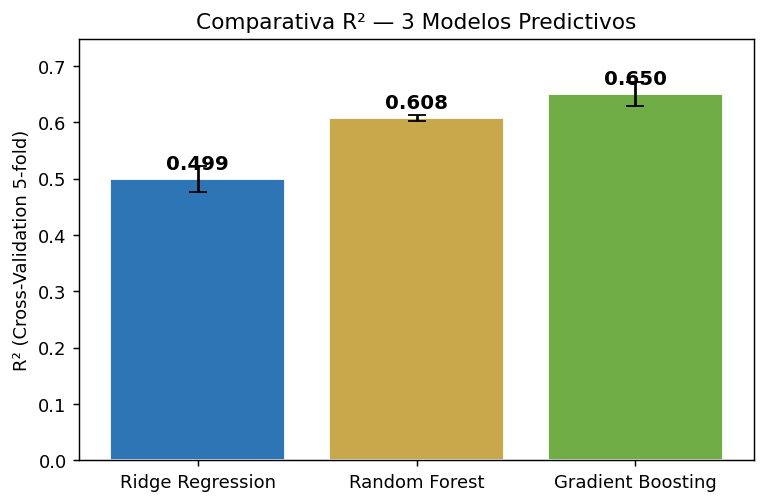 Comparativa R² — 3 Modelos Predictivos
R² (Cross-Validation 5-fold)
0.7
0.6
0.5
0.4
0.3
0.2
0.1
0.0
0.499
0.608
0.650
Ridge Regression
Random Forest
Gradient Boosting